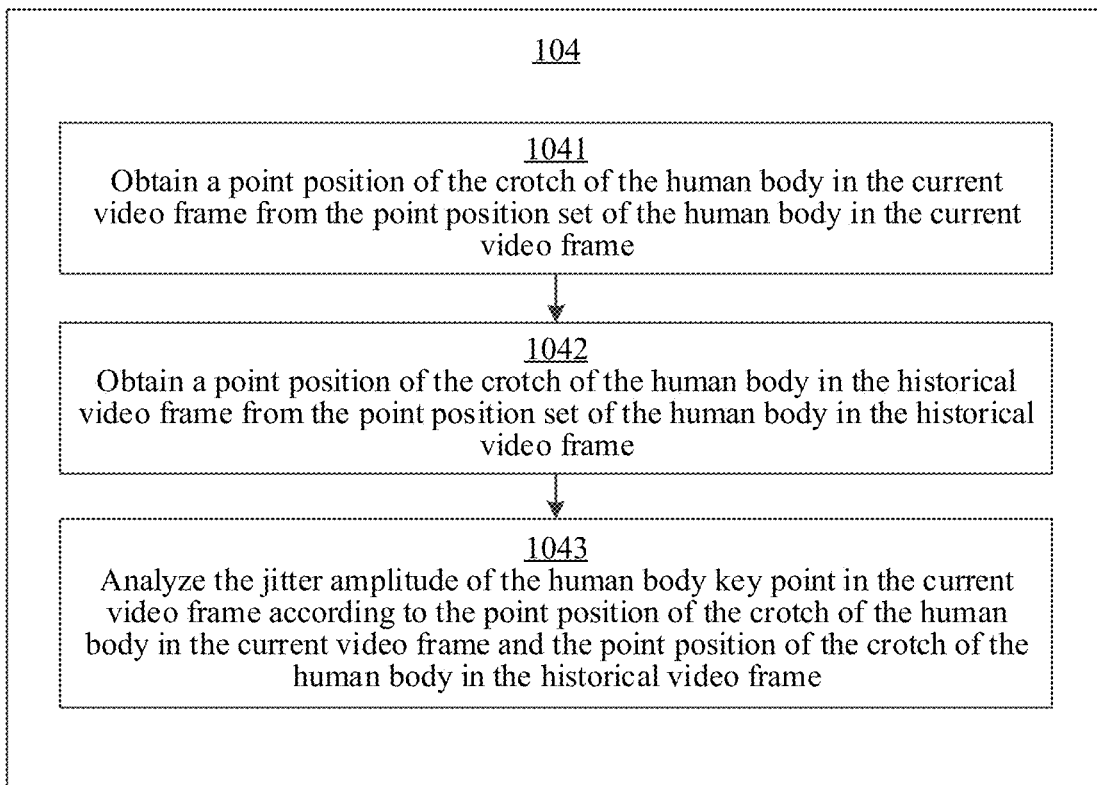 104
1041
Obtain a point position of the crotch of the human body in the current
video frame from the point position set of the human body in the current
video frame
1042
Obtain a point position of the crotch of the human body in the historical
video frame from the point position set of the human body in the historical
video frame
1043
Analyze the jitter amplitude of the human body key point in the current
video frame according to the point position of the crotch of the human
body in the current video frame and the point position of the crotch of the
human body in the historical video frame